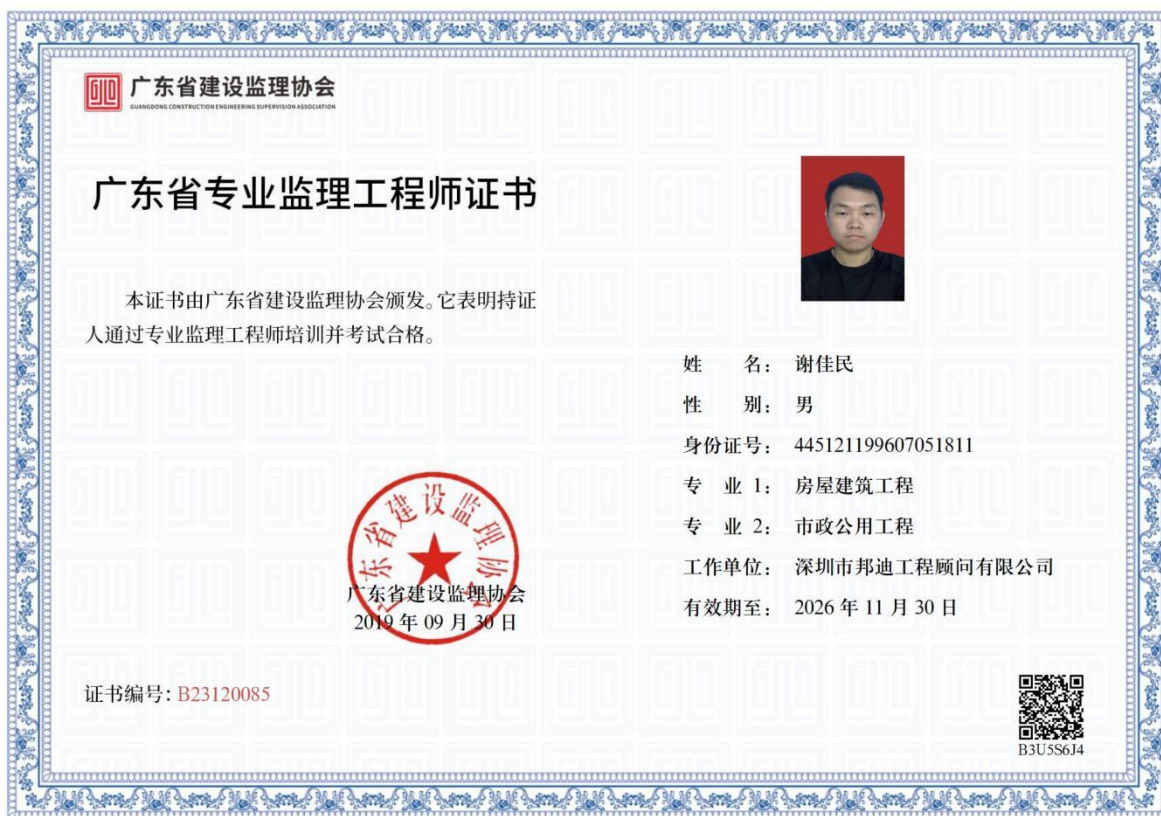 广东省建设监理协会
GUANGDONG CONSTRUCTION ENGINEERING SUPERVISION ASSOCIATION
广东省专业监理工程师证书
本证书由广东省建设监理协会颁发。它表明持证
人通过专业监理工程师培训并考试合格。
姓 名： 谢佳民
性 别： 男
身份证号： 445121199607051811
专 业 1： 房屋建筑工程
专 业 2： 市政公用工程
工作单位： 深圳市邦迪工程顾问有限公司
有效期至： 2026 年 11 月 30 日
广东省建设监理协会
广东省建设监理协会
2019 年 09 月 30 日
证书编号：B23120085
B3U5S6J4